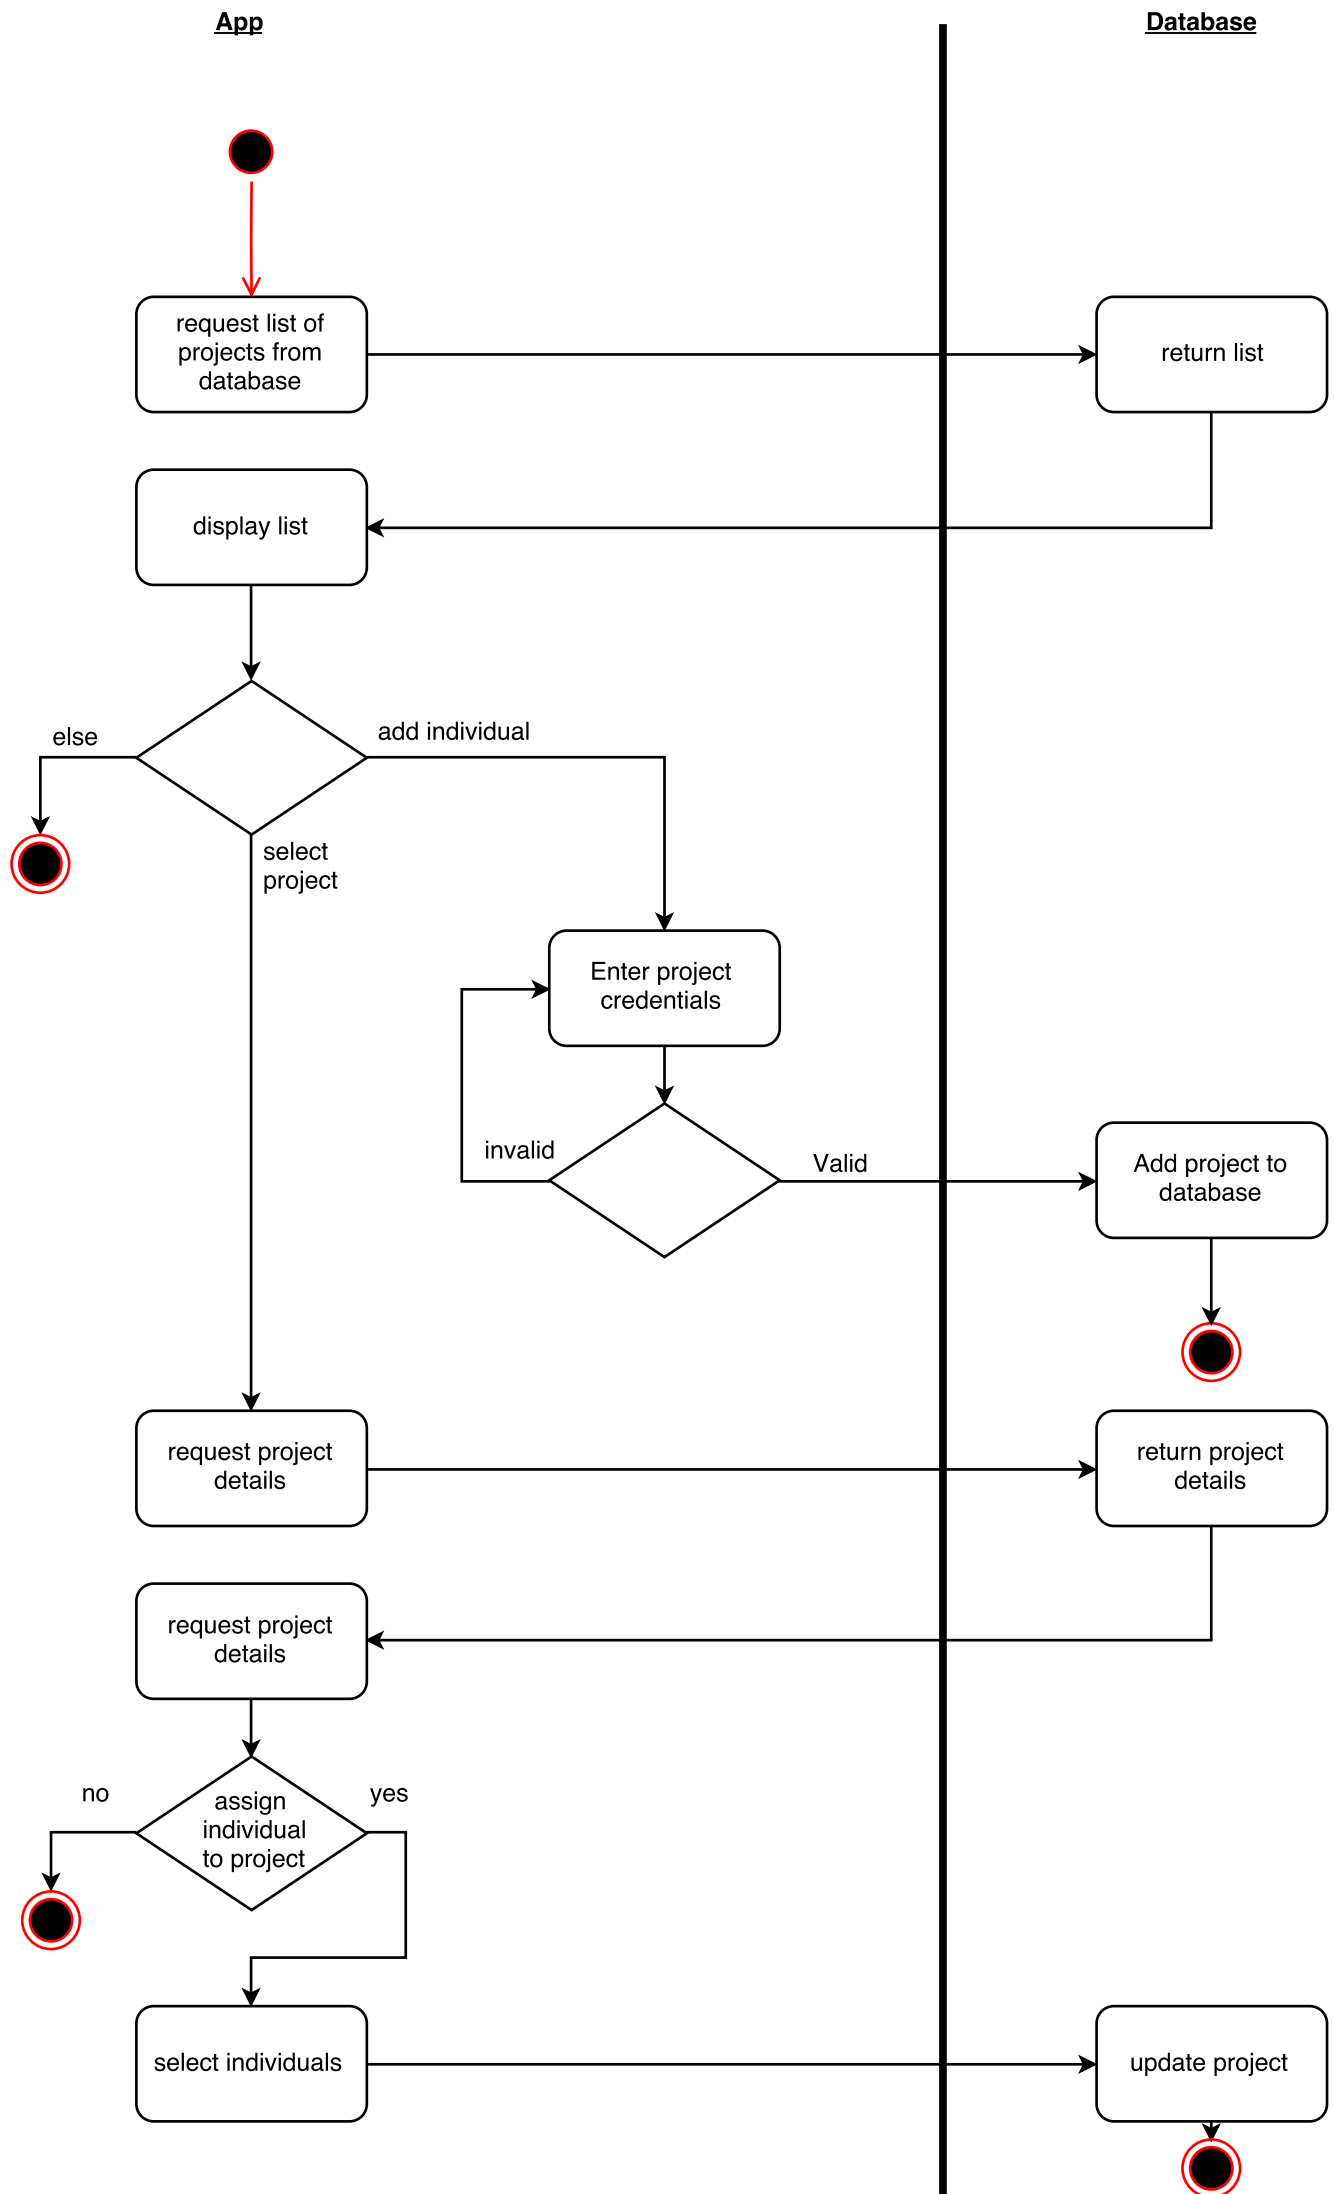 App
Database
request list of
projects from
database
return list
display list
else
add individual
select
project
Enter project
credentials
invalid
Valid
Add project to
database
request project
details
return project
details
request project
details
no
yes
assign
individual
to project
select individuals
update project